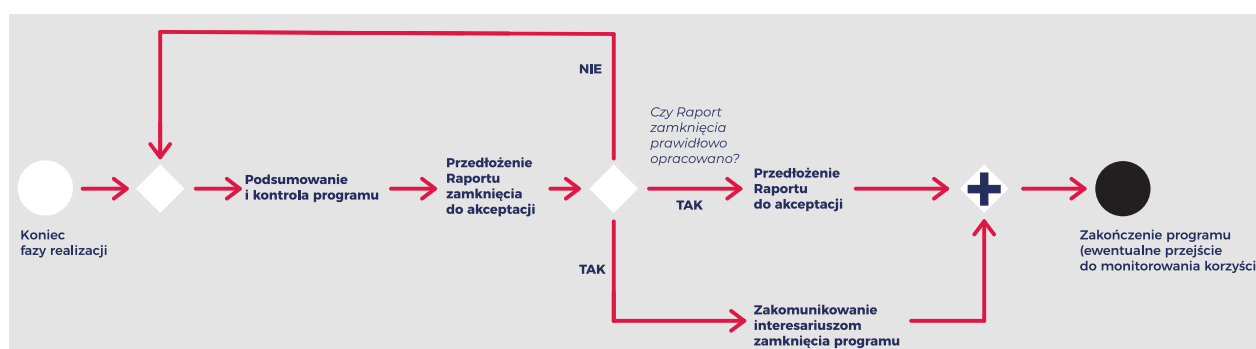 NIE
Czy Raport
zamknięcia
prawidłowo
opracowano?
Koniec
fazy realizacji
Podsumowanie
i kontrola programu
Przedłożenie
Raportu
zamknięcia
do akceptacji
TAK
Przedłożenie
Raportu
do akceptacji
Zakończenie programu
(ewentualne przejście
do monitorowania korzyści
TAK
Zakomunikowanie
interesariuszom
zamknięcia programu